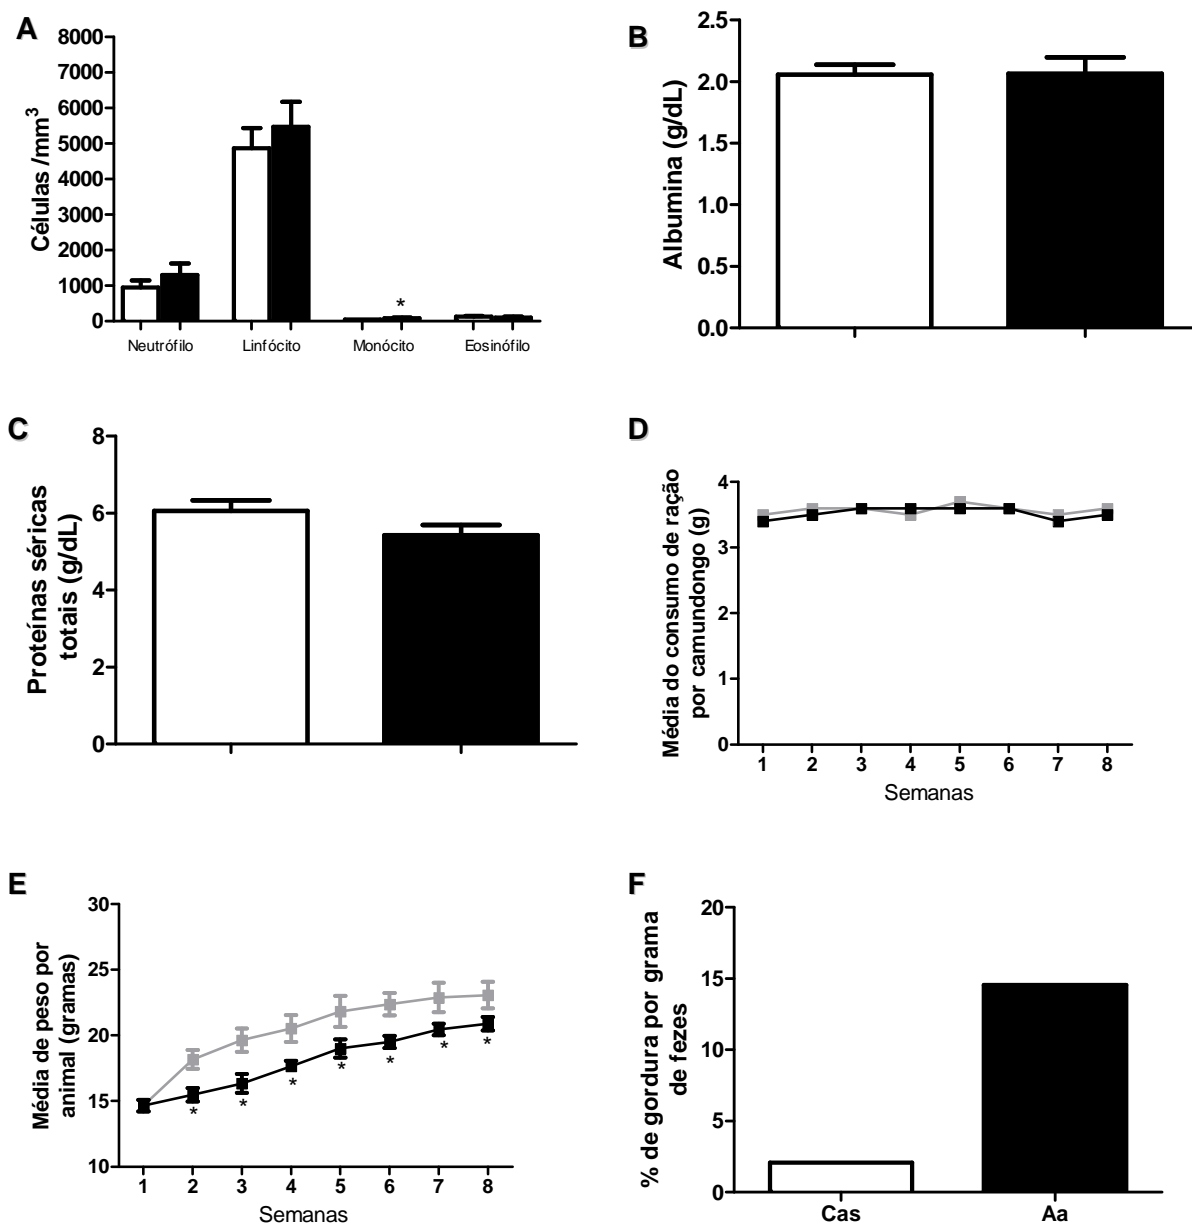 A
Células /mm3
8000
7000
6000
5000
4000
3000
2000
1000
0
*
Neutrófilo Linfócito Monócito Eosinófilo
B
Albumina (g/dL)
2.5
2.0
1.5
1.0
0.5
0.0
C
Proteínas séricas
totais (g/dL)
8
6
4
2
0
D
Média do consumo de ração
por camundongo (g)
4
3
2
1
0
1 2 3 4 5 6 7 8
Semanas
E
Média de peso por
animal (gramas)
30
25
20
15
10
* * * * * * *
1 2 3 4 5 6 7 8
Semanas
F
% de gordura por grama
de fezes
20
15
10
5
0
Cas Aa